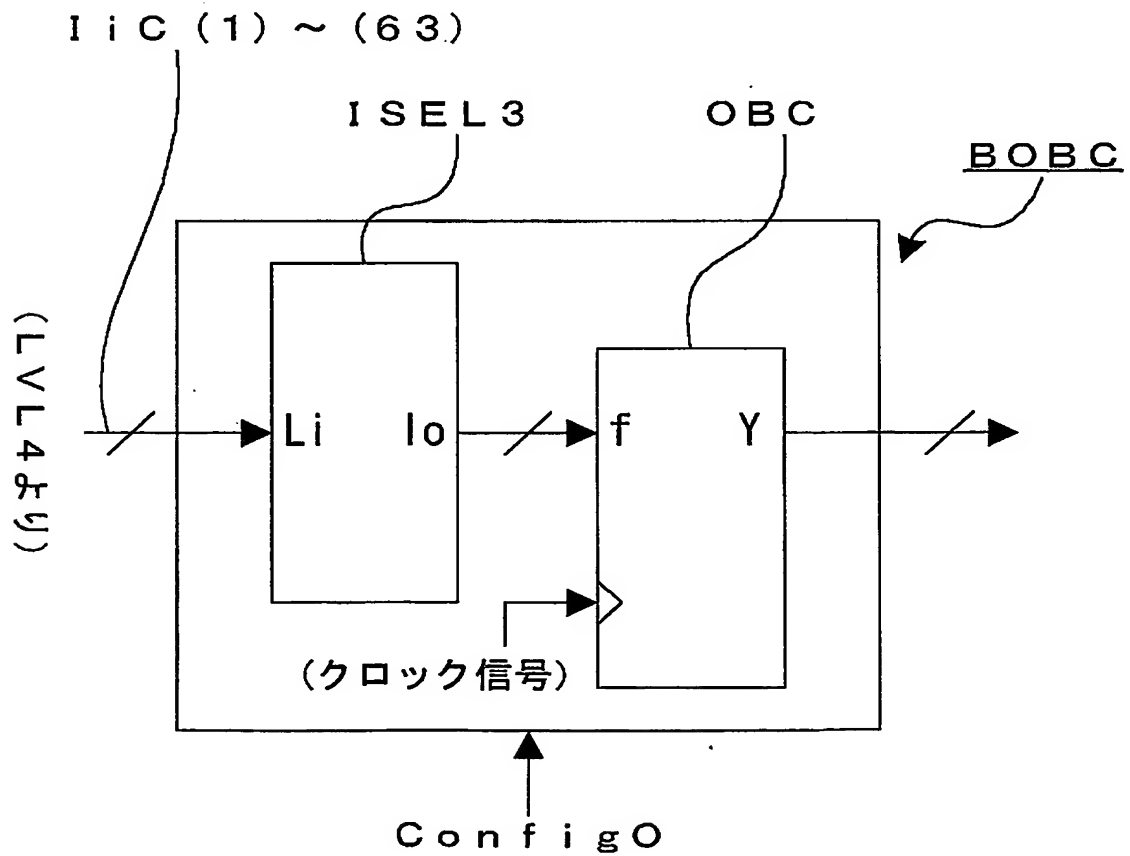 IiC(1)~(63)
ISEL3
OBC
BOBC
(LVL4より)
Li
Io
f
Y
(クロック信号)
ConfigO